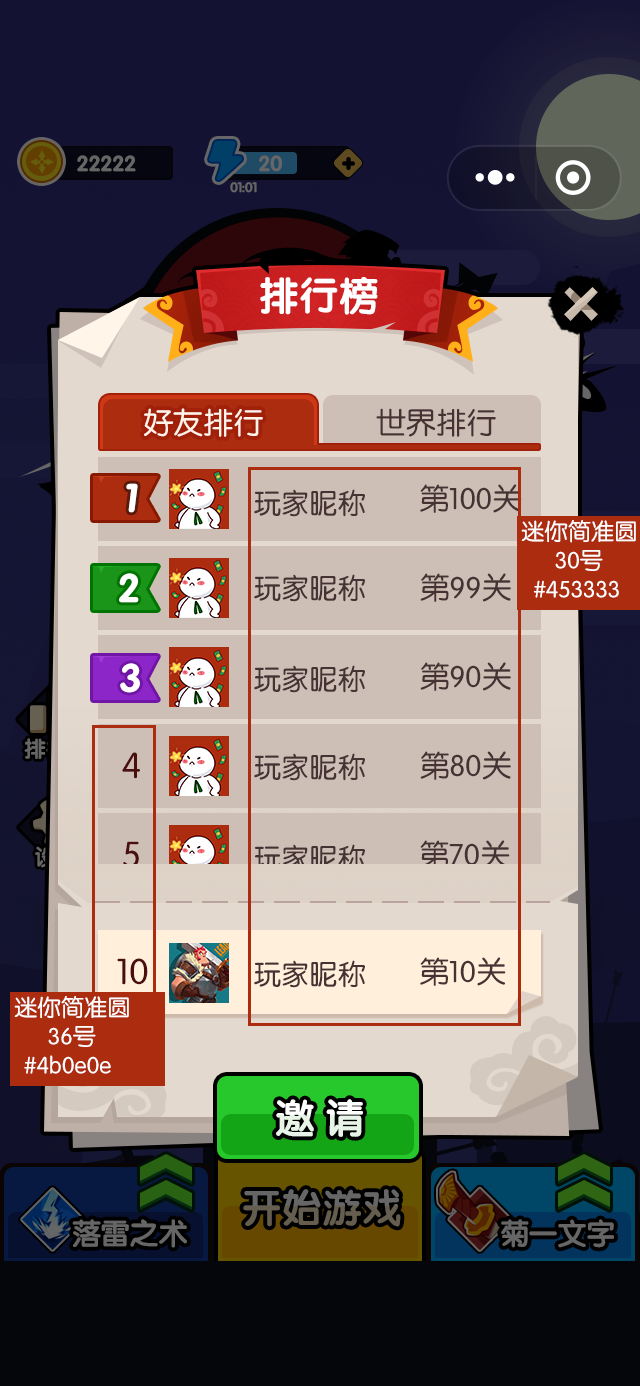 22222
20
01:01
排行榜
好友排行
世界排行
1 玩家昵称 第100关
迷你简准圆
30号
#453333
2 玩家昵称 第99关
3 玩家昵称 第90关
排
4 玩家昵称 第80关
5 玩家昵称 第70关
10 玩家昵称 第10关
迷你简准圆
36号
#4b0e0e
邀请
落雷之术
开始游戏
菊一文字